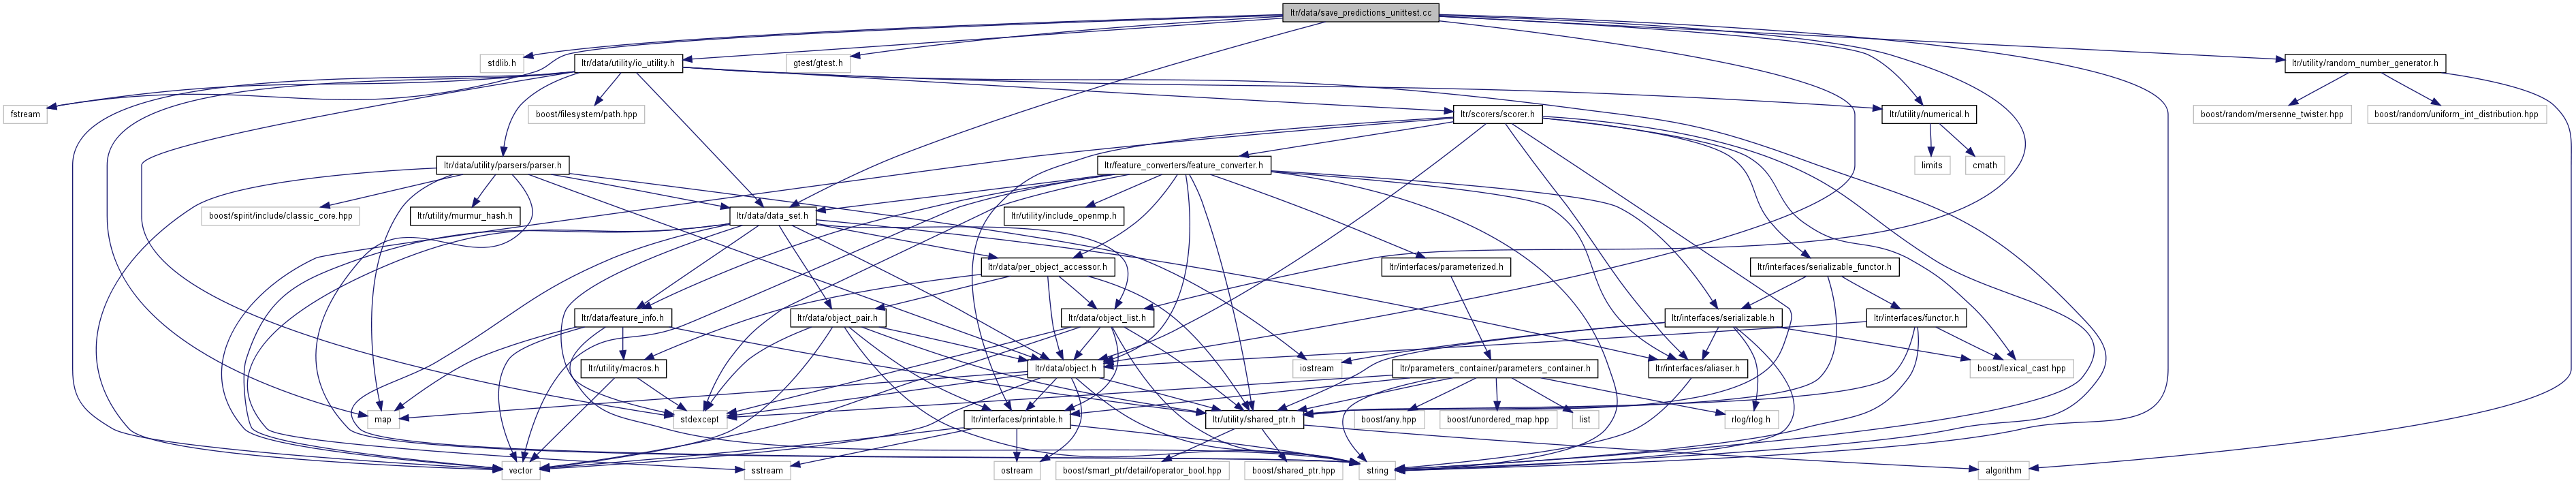 ltr/data/save_predictions_unittest.cc
stdlib.h
ltr/data/utility/io_utility.h
gtest/gtest.h
ltr/utility/random_number_generator.h
fstream
boost/filesystem/path.hpp
ltr/scorers/scorer.h
ltr/utility/numerical.h
boost/random/mersenne_twister.hpp
boost/random/uniform_int_distribution.hpp
ltr/data/utility/parsers/parser.h
ltr/feature_converters/feature_converter.h
limits
cmath
boost/spirit/include/classic_core.hpp
ltr/utility/murmur_hash.h
ltr/data/data_set.h
ltr/utility/include_openmp.h
ltr/data/per_object_accessor.h
ltr/interfaces/parameterized.h
ltr/interfaces/serializable_functor.h
ltr/data/feature_info.h
ltr/data/object_pair.h
ltr/data/object_list.h
ltr/interfaces/serializable.h
ltr/interfaces/functor.h
ltr/utility/macros.h
ltr/data/object.h
iostream
ltr/parameters_container/parameters_container.h
ltr/interfaces/aliaser.h
boost/lexical_cast.hpp
map
stdexcept
ltr/interfaces/printable.h
ltr/utility/shared_ptr.h
boost/any.hpp
boost/unordered_map.hpp
list
rlog/rlog.h
vector
sstream
ostream
boost/smart_ptr/detail/operator_bool.hpp
boost/shared_ptr.hpp
string
algorithm